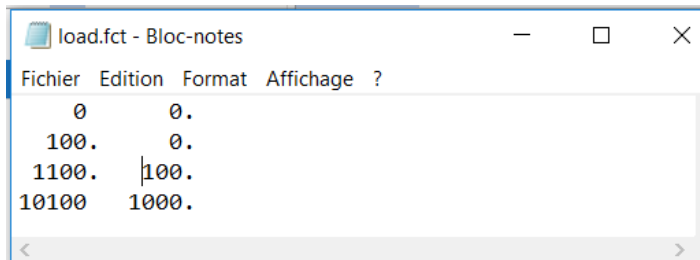 load.fct - Bloc-notes
Fichier Edition Format Affichage ?
0 0.
100. 0.
1100. 100.
10100 1000.